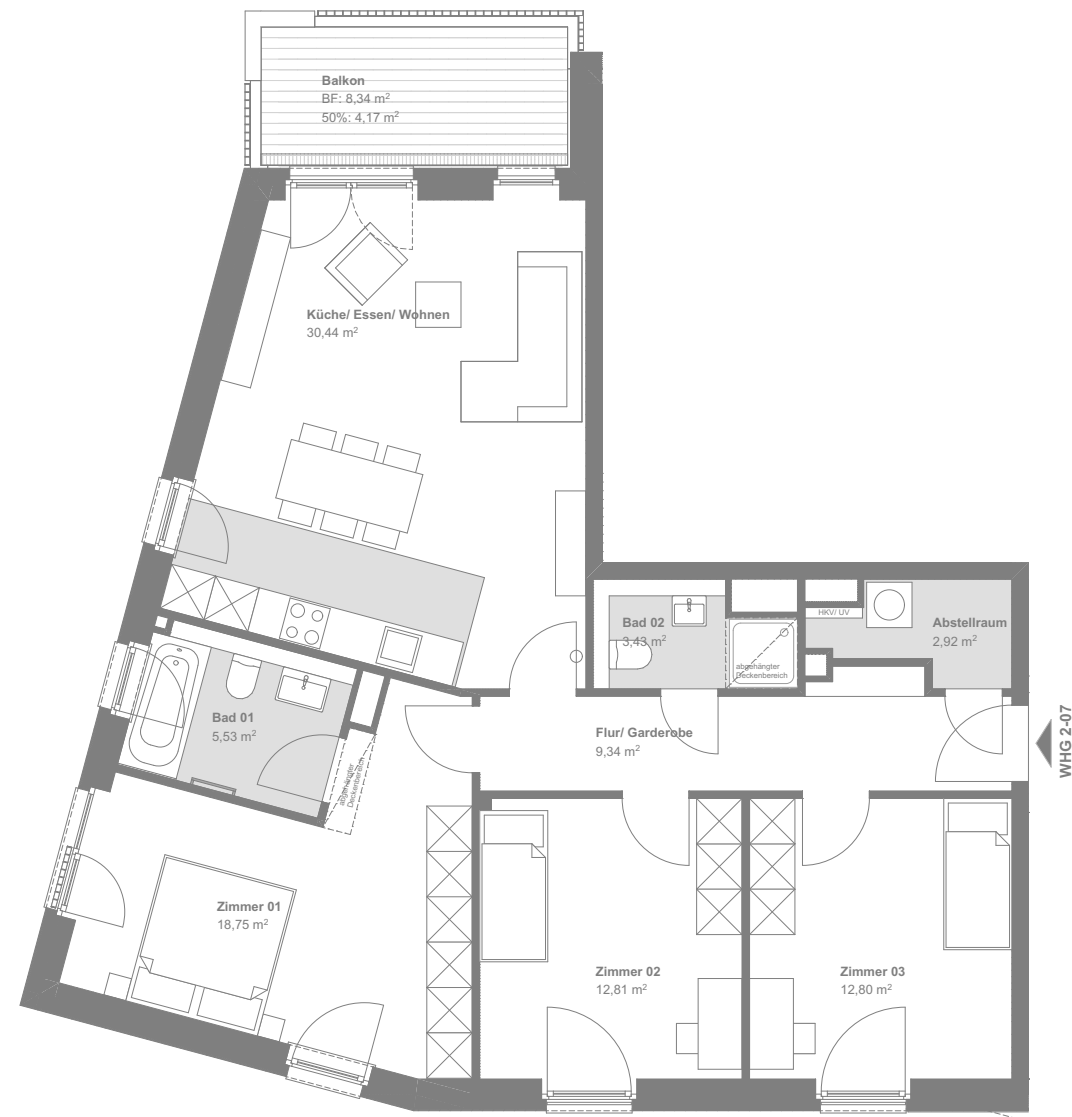 Balkon
BF: 8,34 m²
50%: 4,17 m²
Küche/ Essen/ Wohnen
30,44 m²
Bad 02
3,43 m²
abgehängter
Deckenbereich
HKV/ UV
Abstellraum
2,92 m²
Bad 01
5,53 m²
abgehängter
Deckenbereich
Flur/ Garderobe
9,34 m²
WHG 2-07
Zimmer 01
18,75 m²
Zimmer 02
12,81 m²
Zimmer 03
12,80 m²